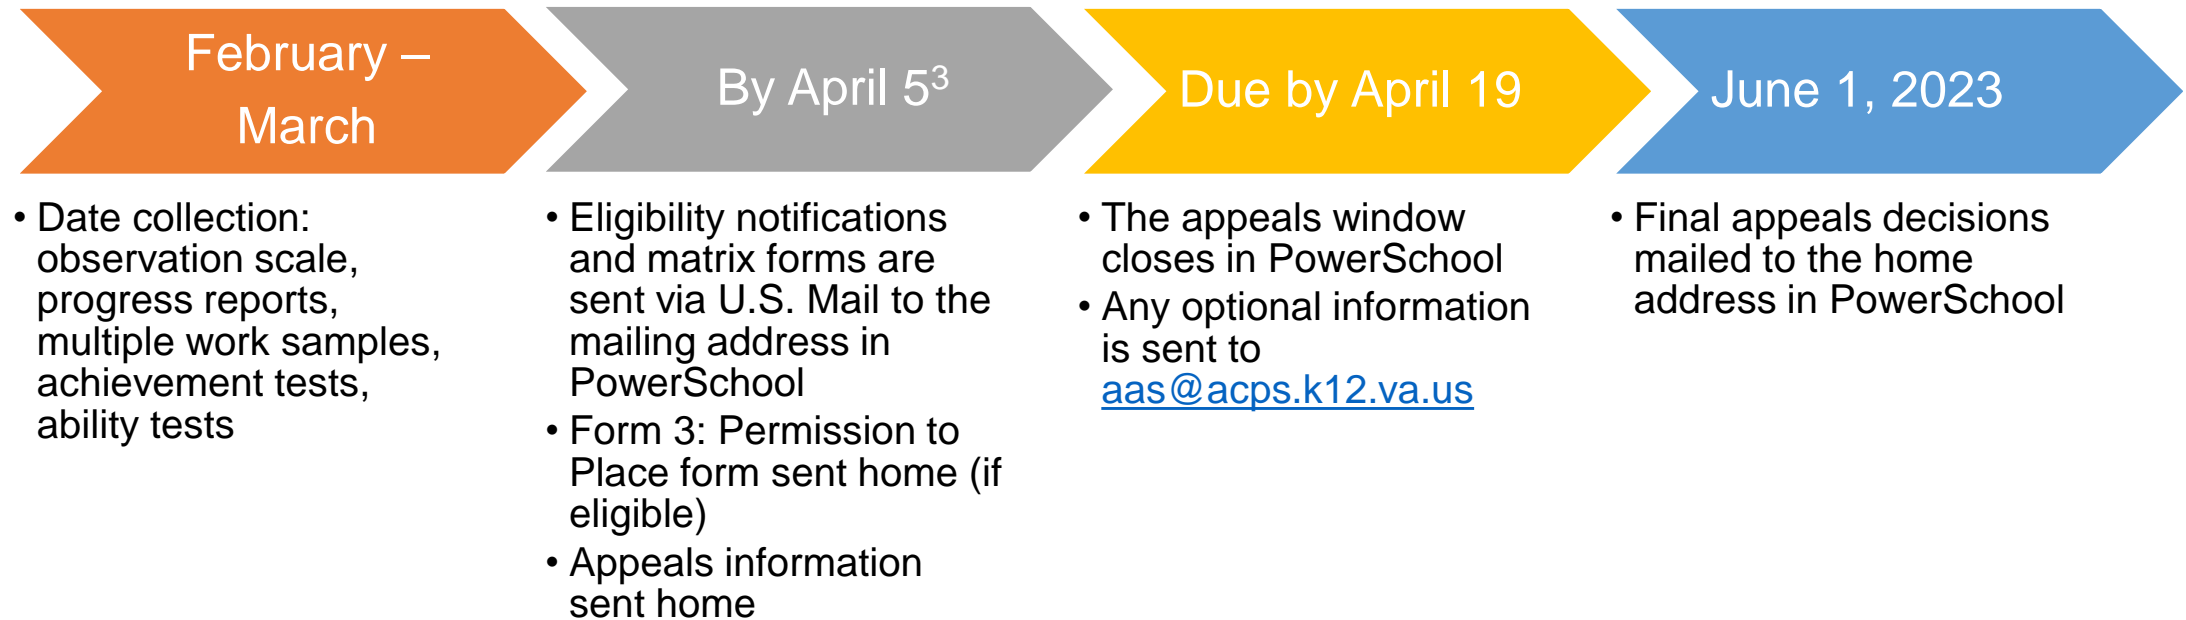 February –
March
• Date collection:
observation scale,
progress reports,
multiple work samples,
achievement tests,
ability tests
By April 5³
• Eligibility notifications
and matrix forms are
sent via U.S. Mail to the
mailing address in
PowerSchool
• Form 3: Permission to
Place form sent home (if
eligible)
• Appeals information
sent home
Due by April 19
• The appeals window
closes in PowerSchool
• Any optional information
is sent to
aas@acps.k12.va.us
June 1, 2023
• Final appeals decisions
mailed to the home
address in PowerSchool